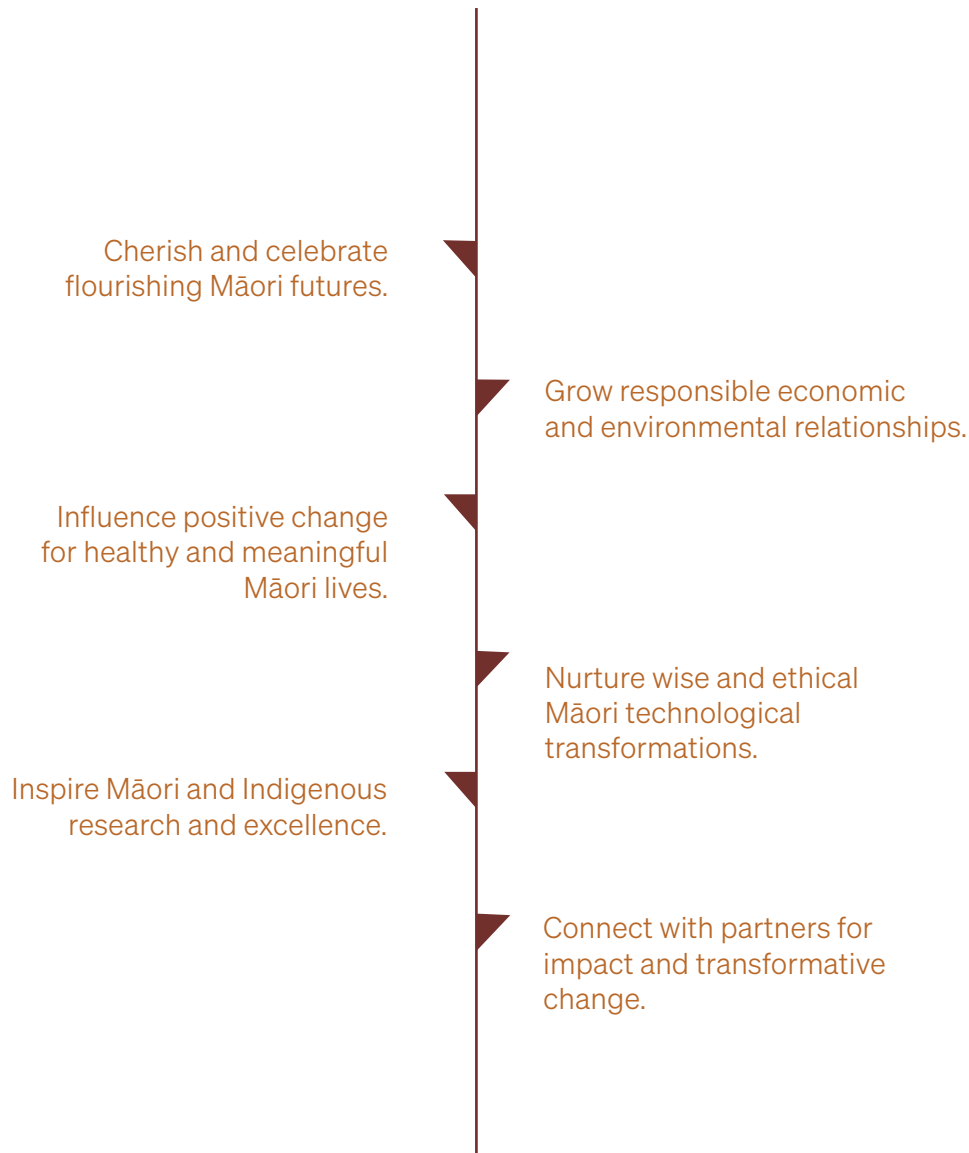 Cherish and celebrate
flourishing Māori futures.
Grow responsible economic
and environmental relationships.
Influence positive change
for healthy and meaningful
Māori lives.
Nurture wise and ethical
Māori technological
transformations.
Inspire Māori and Indigenous
research and excellence.
Connect with partners for
impact and transformative
change.